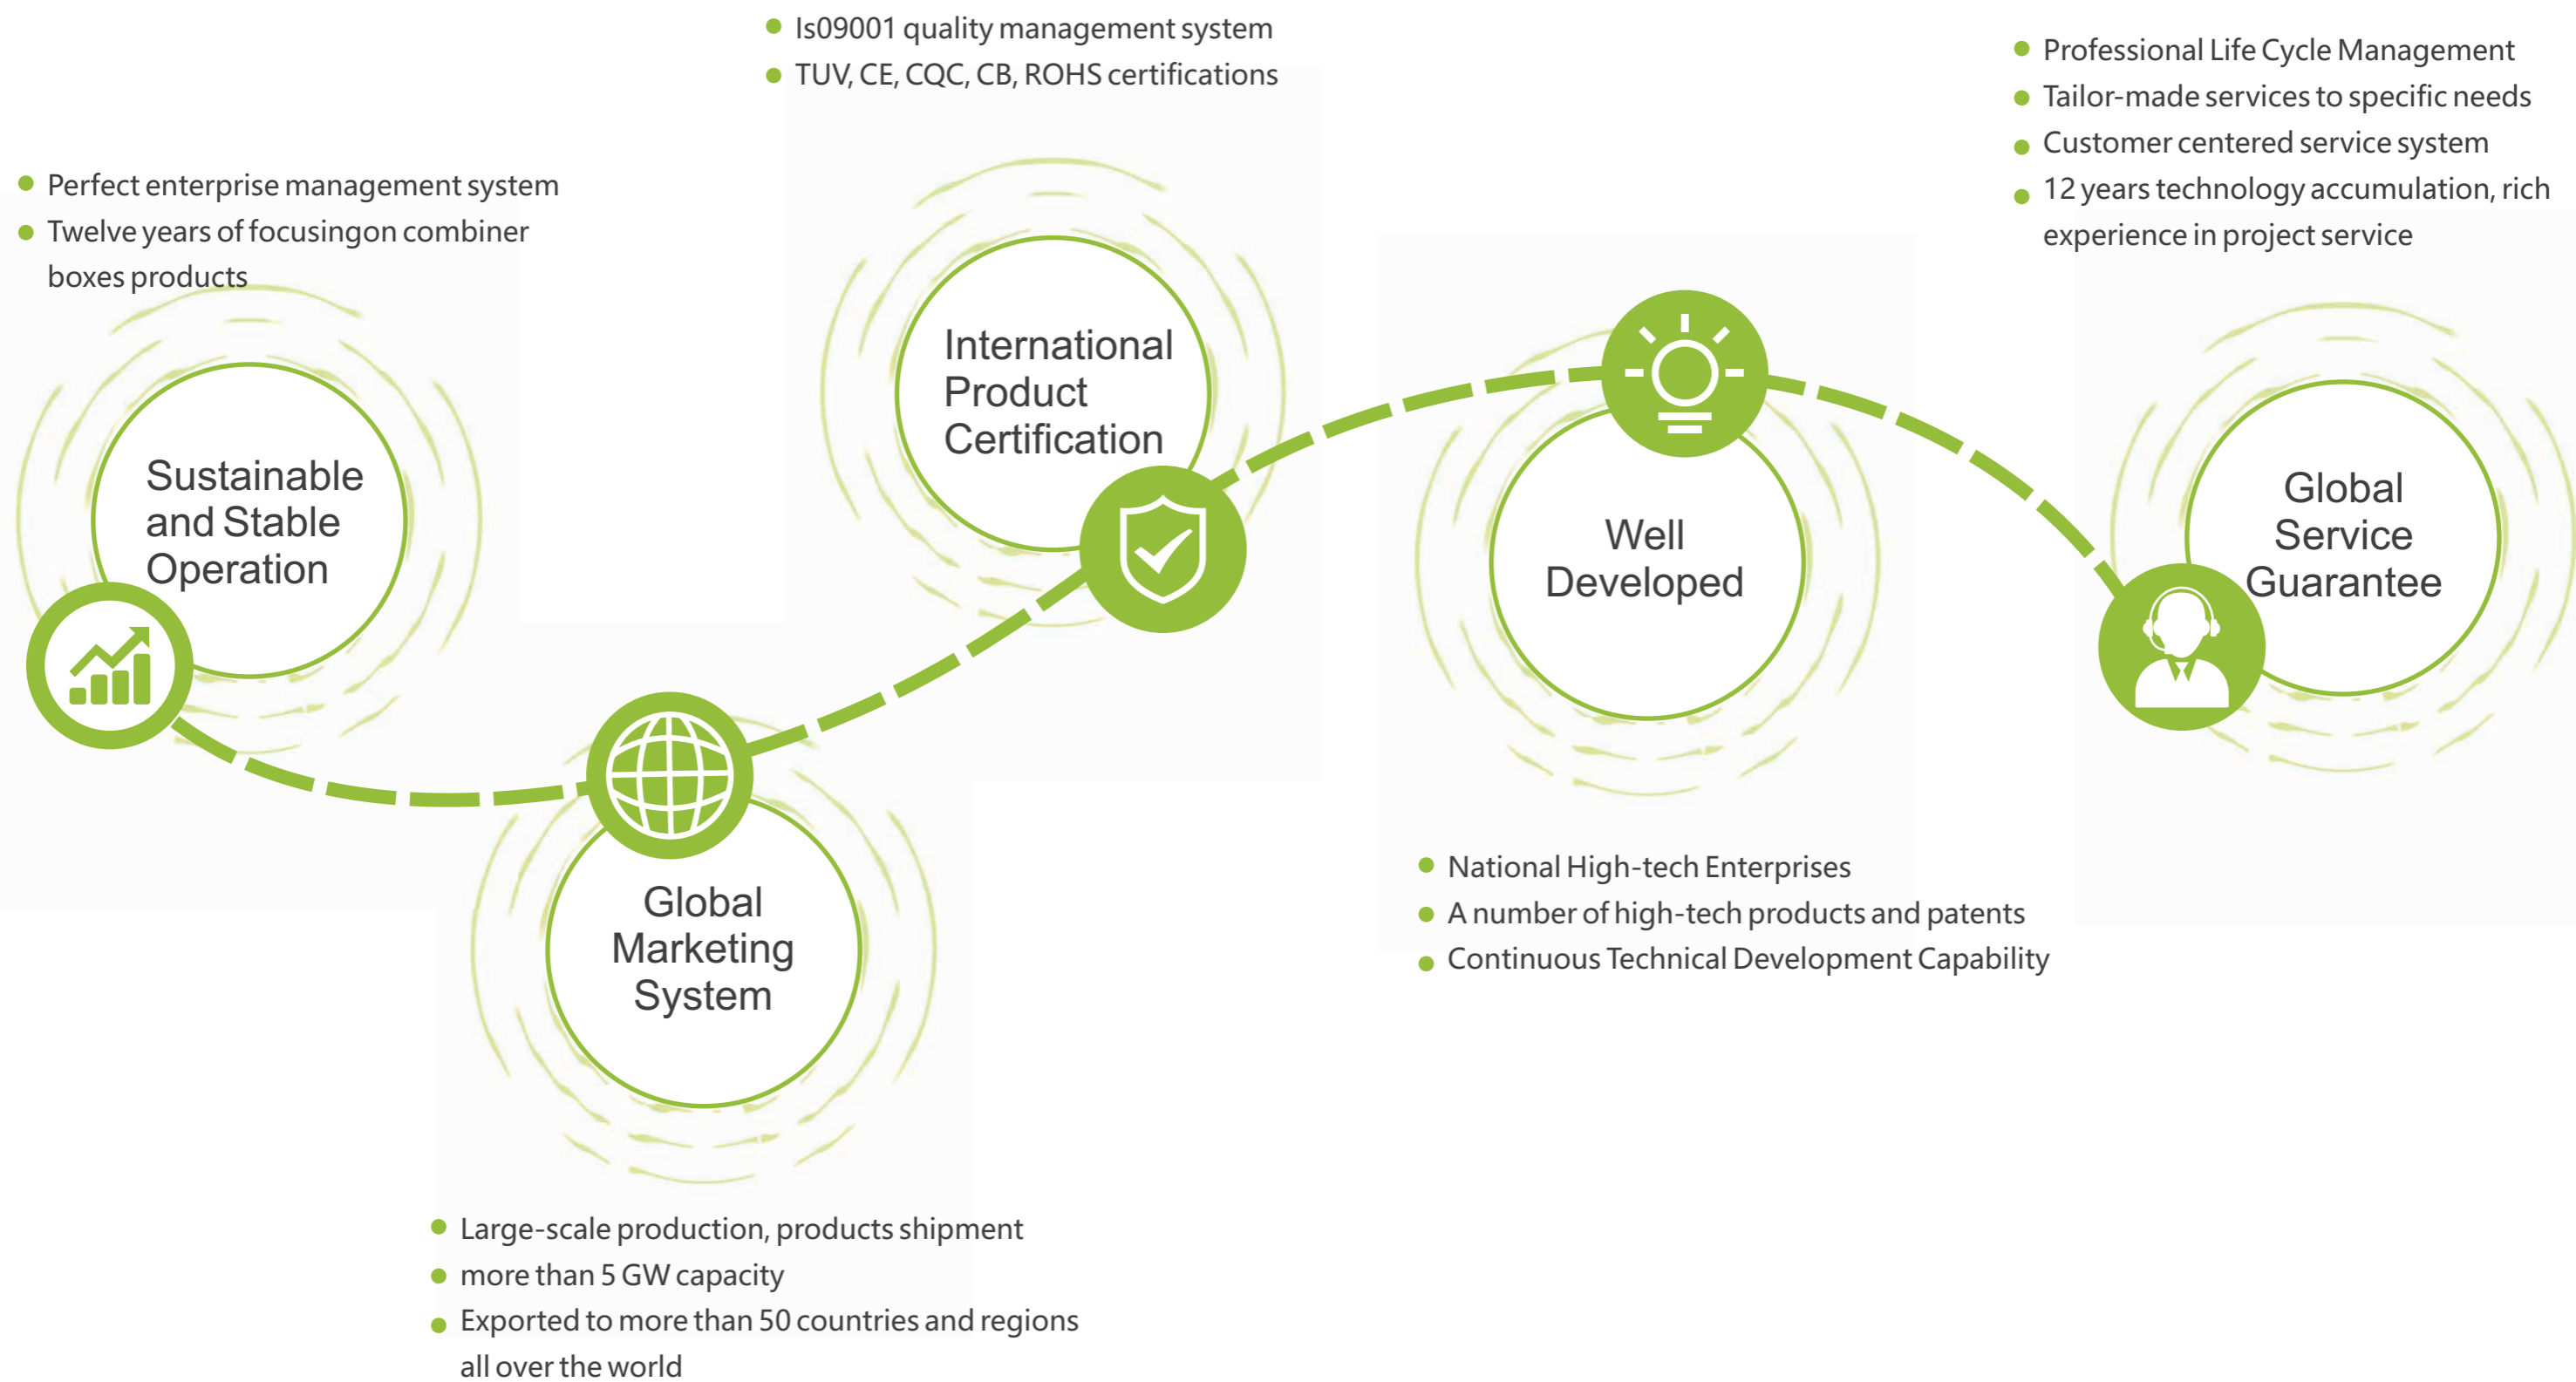 Perfect enterprise management system
Twelve years of focusingon combiner
boxes products
Sustainable
and Stable
Operation
Global
Marketing
System
Large-scale production, products shipment
more than 5 GW capacity
Exported to more than 50 countries and regions
all over the world
Is09001 quality management system
TUV, CE, CQC, CB, ROHS certifications
International
Product
Certification
Well
Developed
National High-tech Enterprises
A number of high-tech products and patents
Continuous Technical Development Capability
Professional Life Cycle Management
Tailor-made services to specific needs
Customer centered service system
12 years technology accumulation, rich
experience in project service
Global
Service
Guarantee